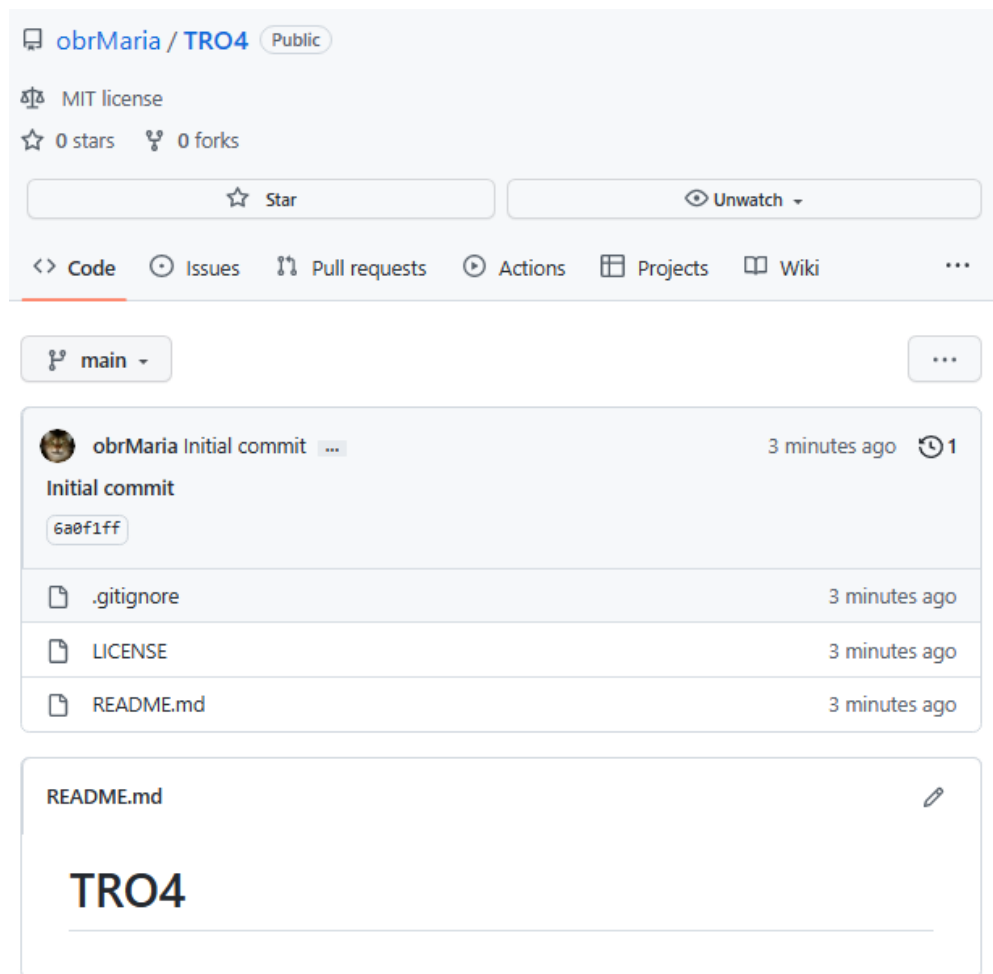 obrMaria / TRO4 Public
MIT license
0 stars 0 forks
Star Unwatch
Code Issues Pull requests Actions Projects Wiki ...
main ...
obrMaria Initial commit ... 3 minutes ago 1
Initial commit
6a0f1ff
.gitignore 3 minutes ago
LICENSE 3 minutes ago
README.md 3 minutes ago
README.md
TRO4